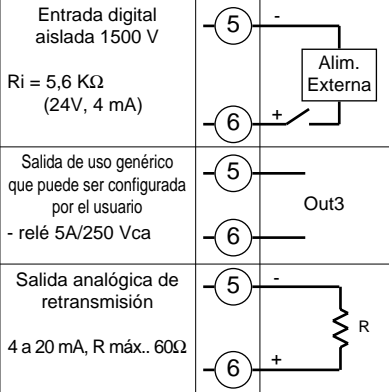 Entrada digital
aislada 1500 V
Ri = 5,6 KΩ
(24V, 4 mA)
5
-
Alim.
Externa
6
+
Salida de uso genérico
que puede ser configurada
por el usuario
- relé 5A/250 Vca
5
Out3
6
Salida analógica de
retransmisión
4 a 20 mA, R máx.. 60Ω
5
-
R
6
+